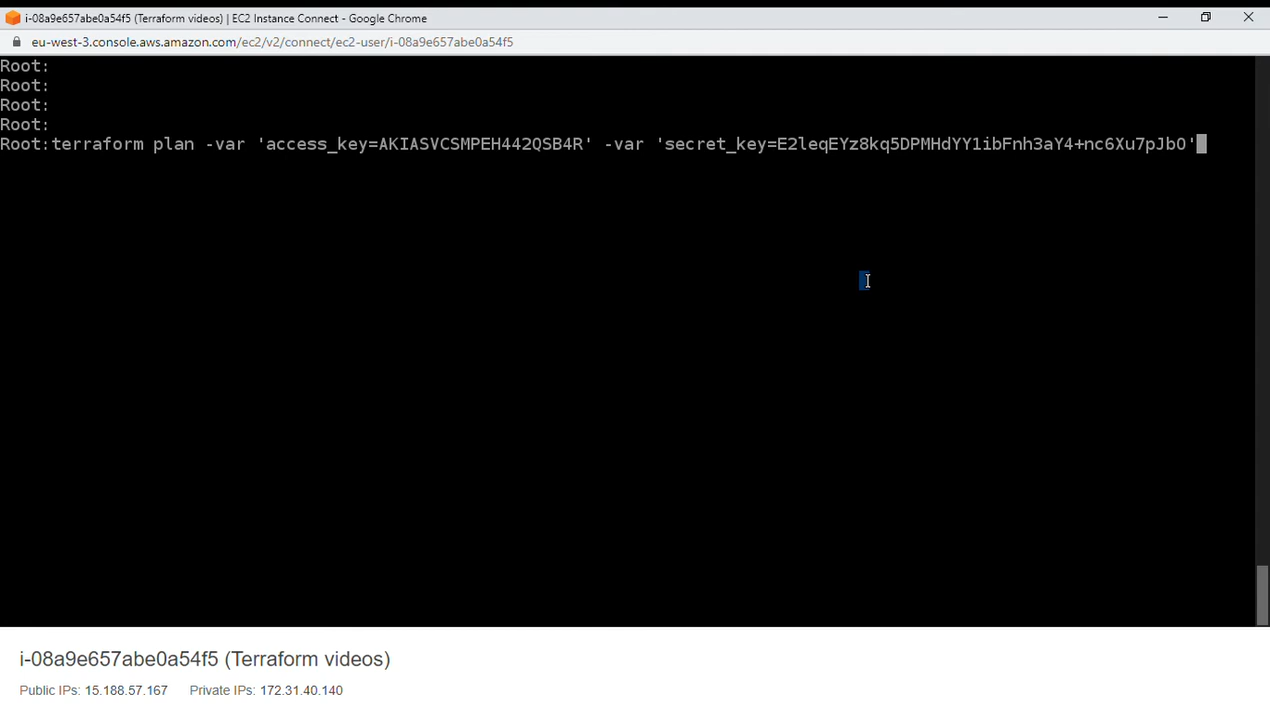 i-08a9e657abe0a54f5 (Terraform videos) | EC2 Instance Connect - Google Chrome
eu-west-3.console.aws.amazon.com/ec2/v2/connect/ec2-user/i-08a9e657abe0a54f5
Root:
Root:
Root:
Root:
Root:terraform plan -var 'access_key=AKIASVCSMPEH442QSB4R' -var 'secret_key=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'
i-08a9e657abe0a54f5 (Terraform videos)
Public IPs: 15.188.57.167 Private IPs: 172.31.40.140